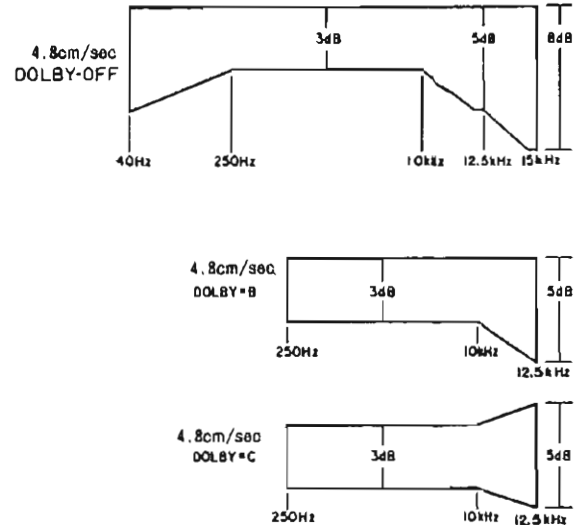 3dB 5dB 8dB
4.8cm/sec
DOLBY-OFF
40Hz 250Hz 10kHz 12.5kHz 15kHz
4.8cm/sec
DOLBY=B 3dB 5dB
250Hz 10kHz 12.5kHz
4.8cm/sec
DOLBY=C 3dB 5dB
250Hz 10kHz 12.5kHz